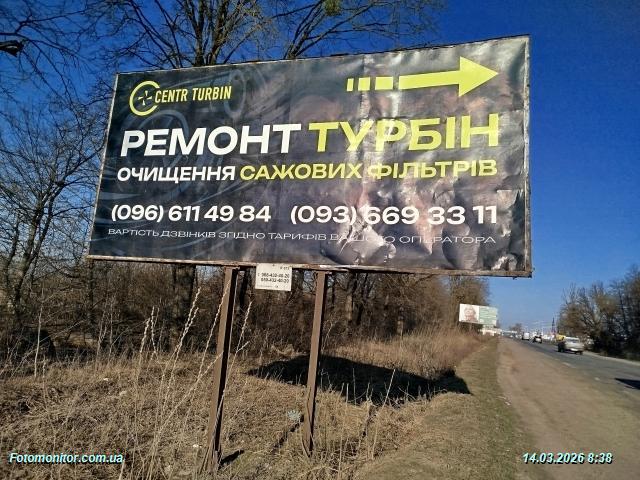 CENTR TURBIN
РЕМОНТ ТУРБІН
ОЧИЩЕННЯ САЖОВИХ ФІЛЬТРІВ
(096) 611 49 84 (093) 669 33 11
ВАРТІСТЬ ДЗВІНКІВ ЗГІДНО ТАРИФІВ ВАШОГО ОПЕРАТОРА
Fotomonitor.com.ua
14.03.2026 8:38